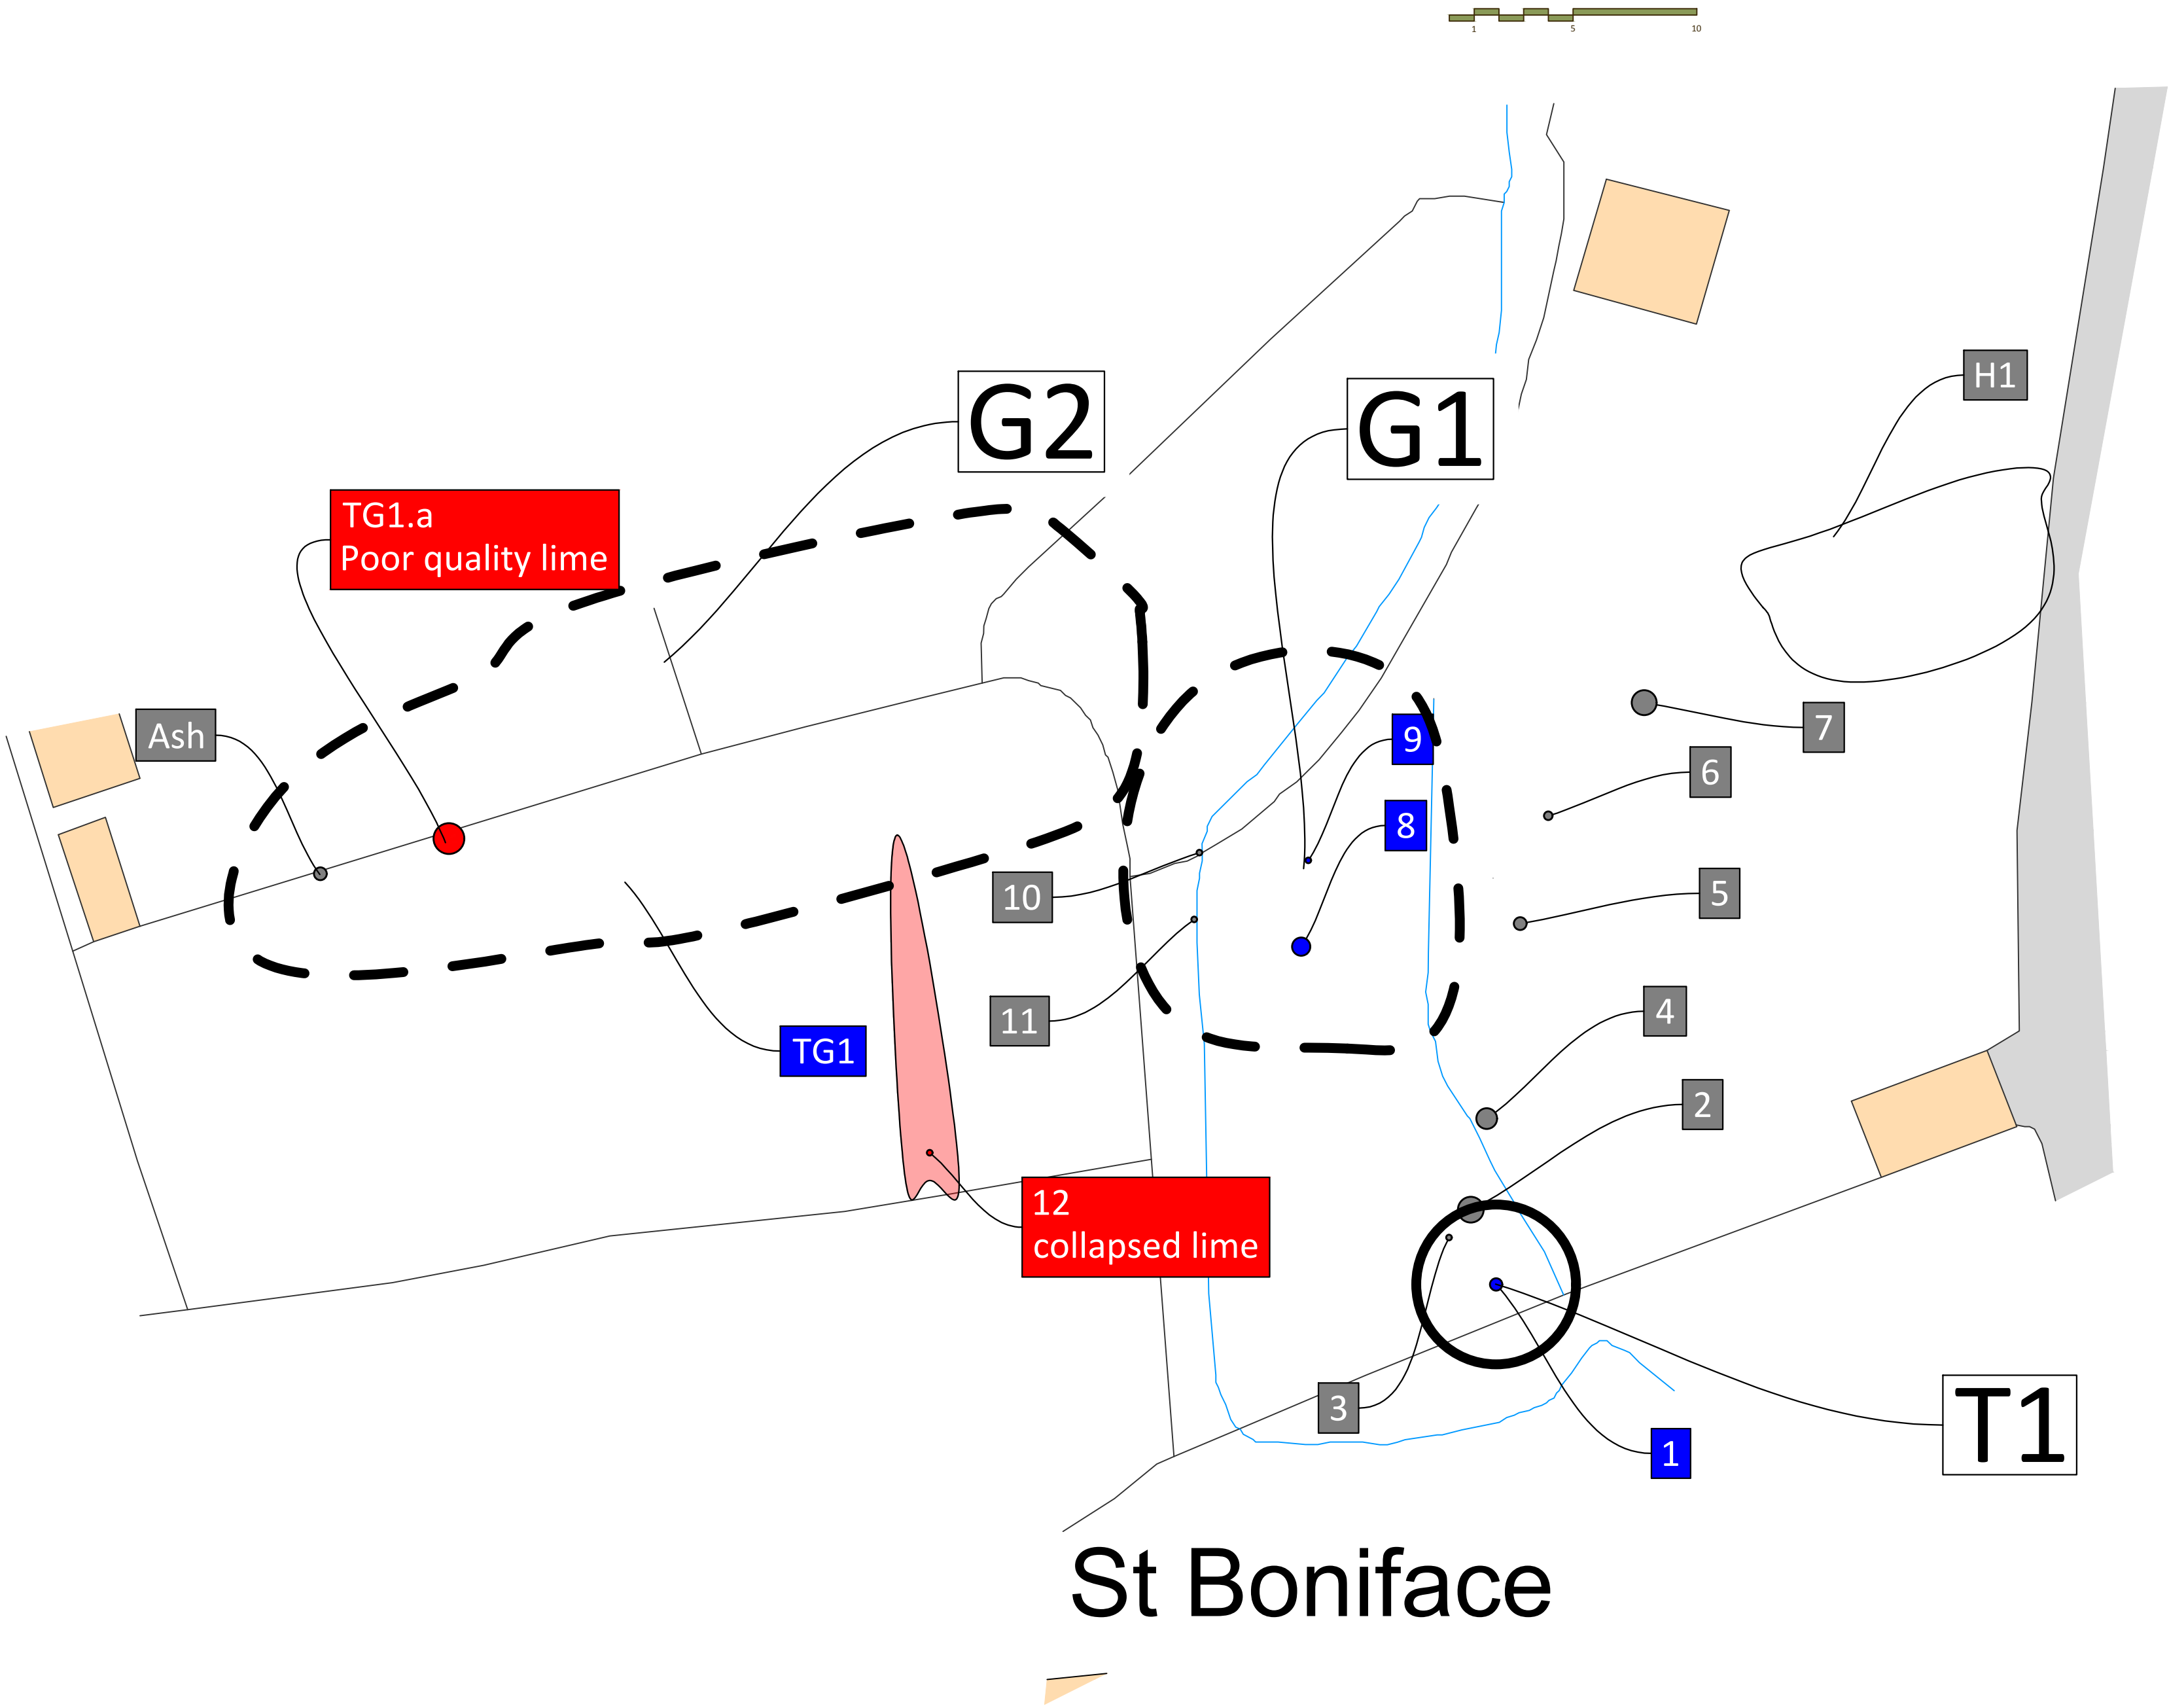 1 5 10
H1
G2
G1
TG1.a
Poor quality lime
Ash
7
9
6
8
10
5
11
4
TG1
2
12
collapsed lime
3
1
T1
St Boniface